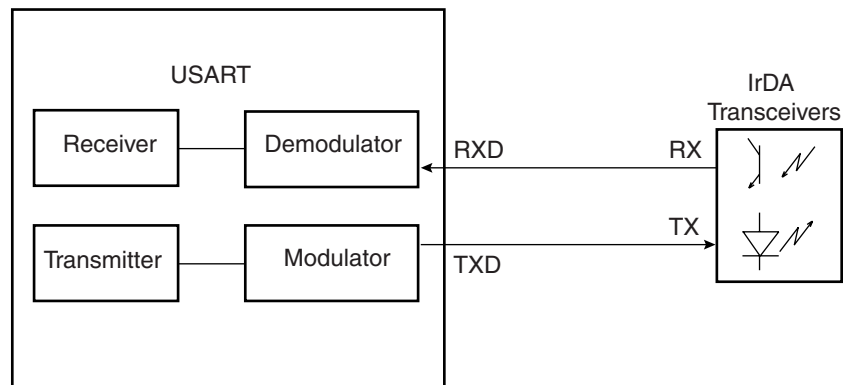 USART
IrDA
Transceivers
Receiver
Demodulator
RXD
RX
Transmitter
Modulator
TXD
TX